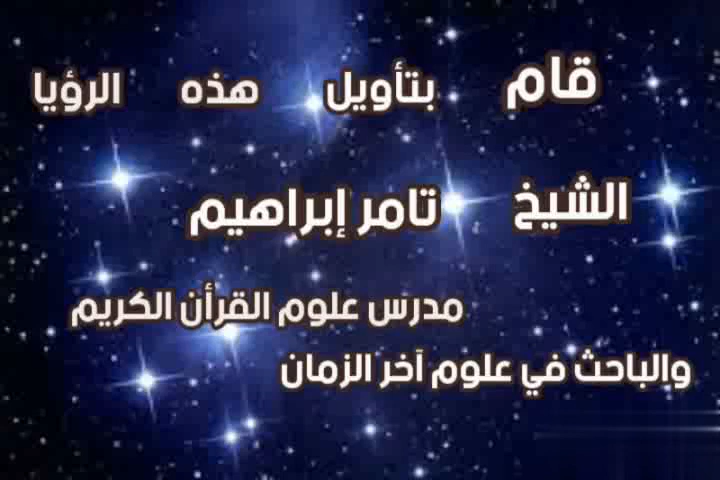 قام بتأويل هذه الرؤيا
الشيخ تامر إبراهيم
مدرس علوم القرأن الكريم
والباحث في علوم آخر الزمان